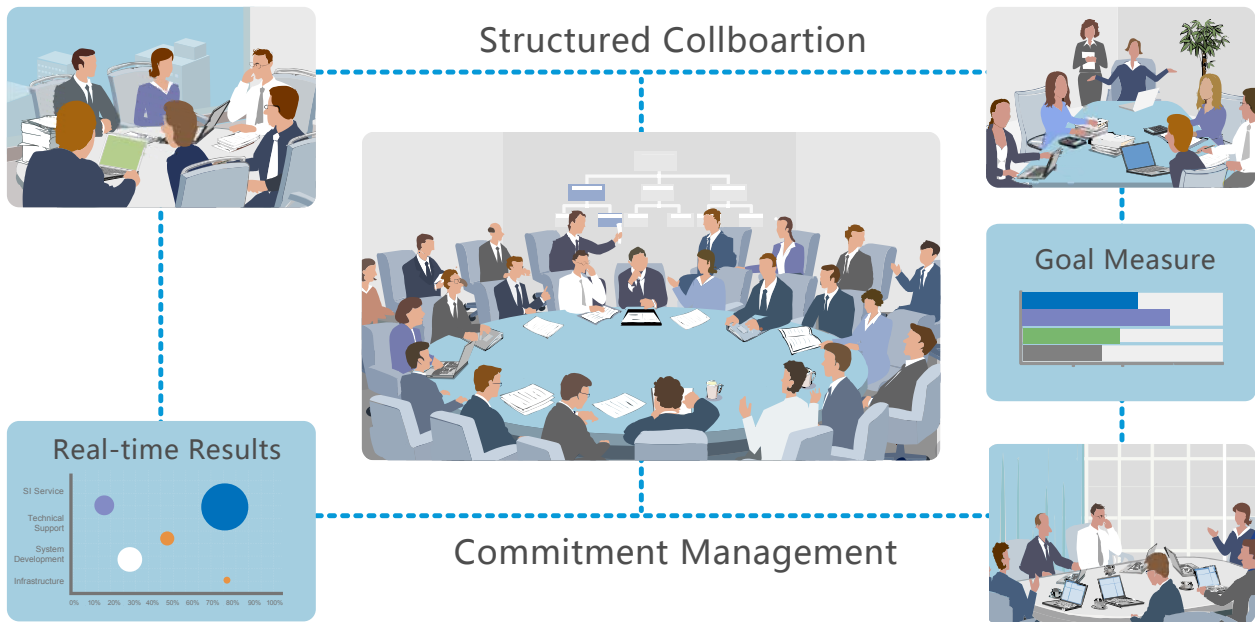 Structured Collboartion
Goal Measure
Real-time Results
SI Service
Technical
Support
System
Development
Infrastructure
0% 10% 20% 30% 40% 50% 60% 70% 80% 90% 100%
Commitment Management